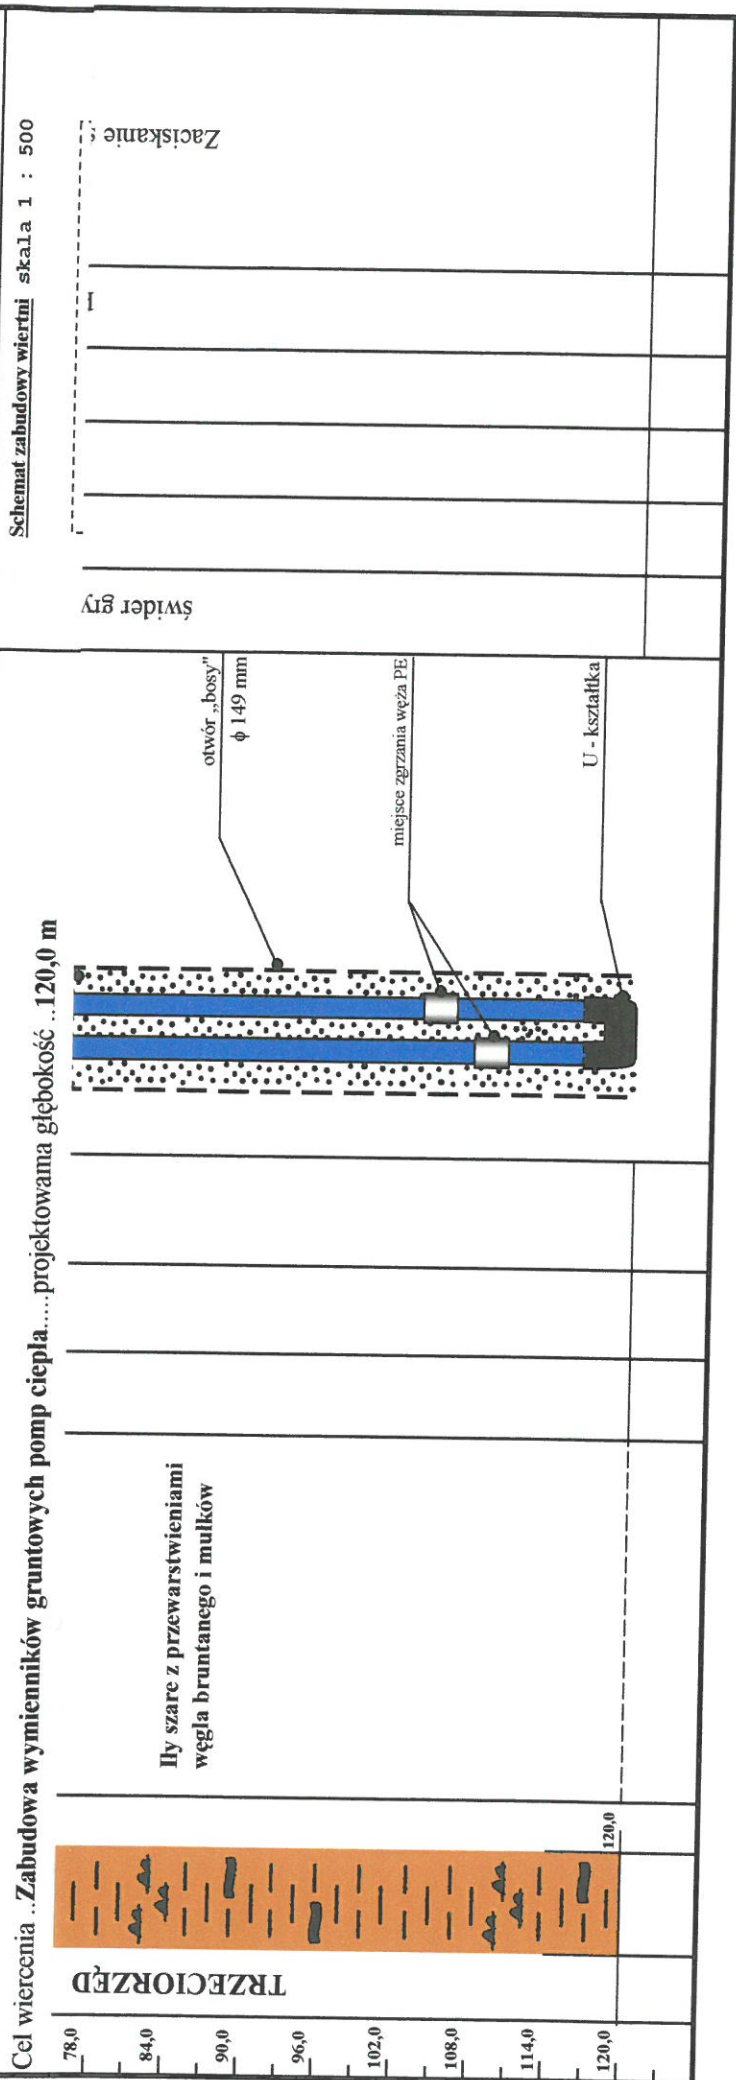 Cel wiercenia ..Zabudowa wymienników gruntowych pomp ciepła.....projektowama głębokość ..120,0 m
Schemat zabudowy wiertni skala 1 : 500
78,0
84,0
90,0
96,0
102,0
108,0
114,0
120,0
TRZECIORZĘD
120,0
Iły szare z przewarstwieniami
węgla bruntanego i mułków
otwór „bosy”
ϕ 149 mm
miejsce zgrzania węża PE
U - kształtka
świder gry
Zaciskanie